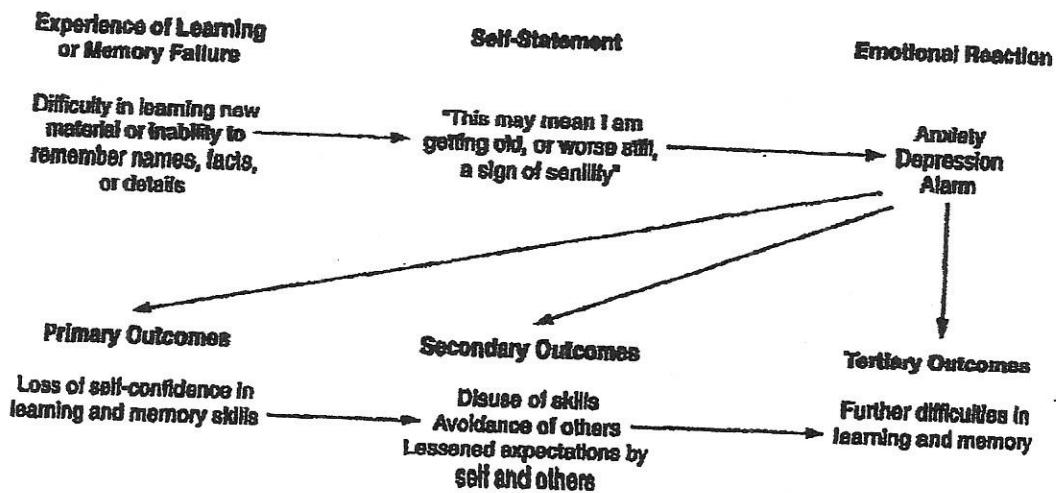 Experience of Learning
or Memory Failure
Self-Statement
Emotional Reaction
Difficulty in learning new
material or inability to
remember names, facts,
or details
"This may mean I am
getting old, or worse still,
a sign of senility"
Anxiety
Depression
Alarm
Primary Outcomes
Secondary Outcomes
Tertiary Outcomes
Loss of self-confidence in
learning and memory skills
Disuse of skills
Avoidance of others
Lessened expectations by
self and others
Further difficulties in
learning and memory